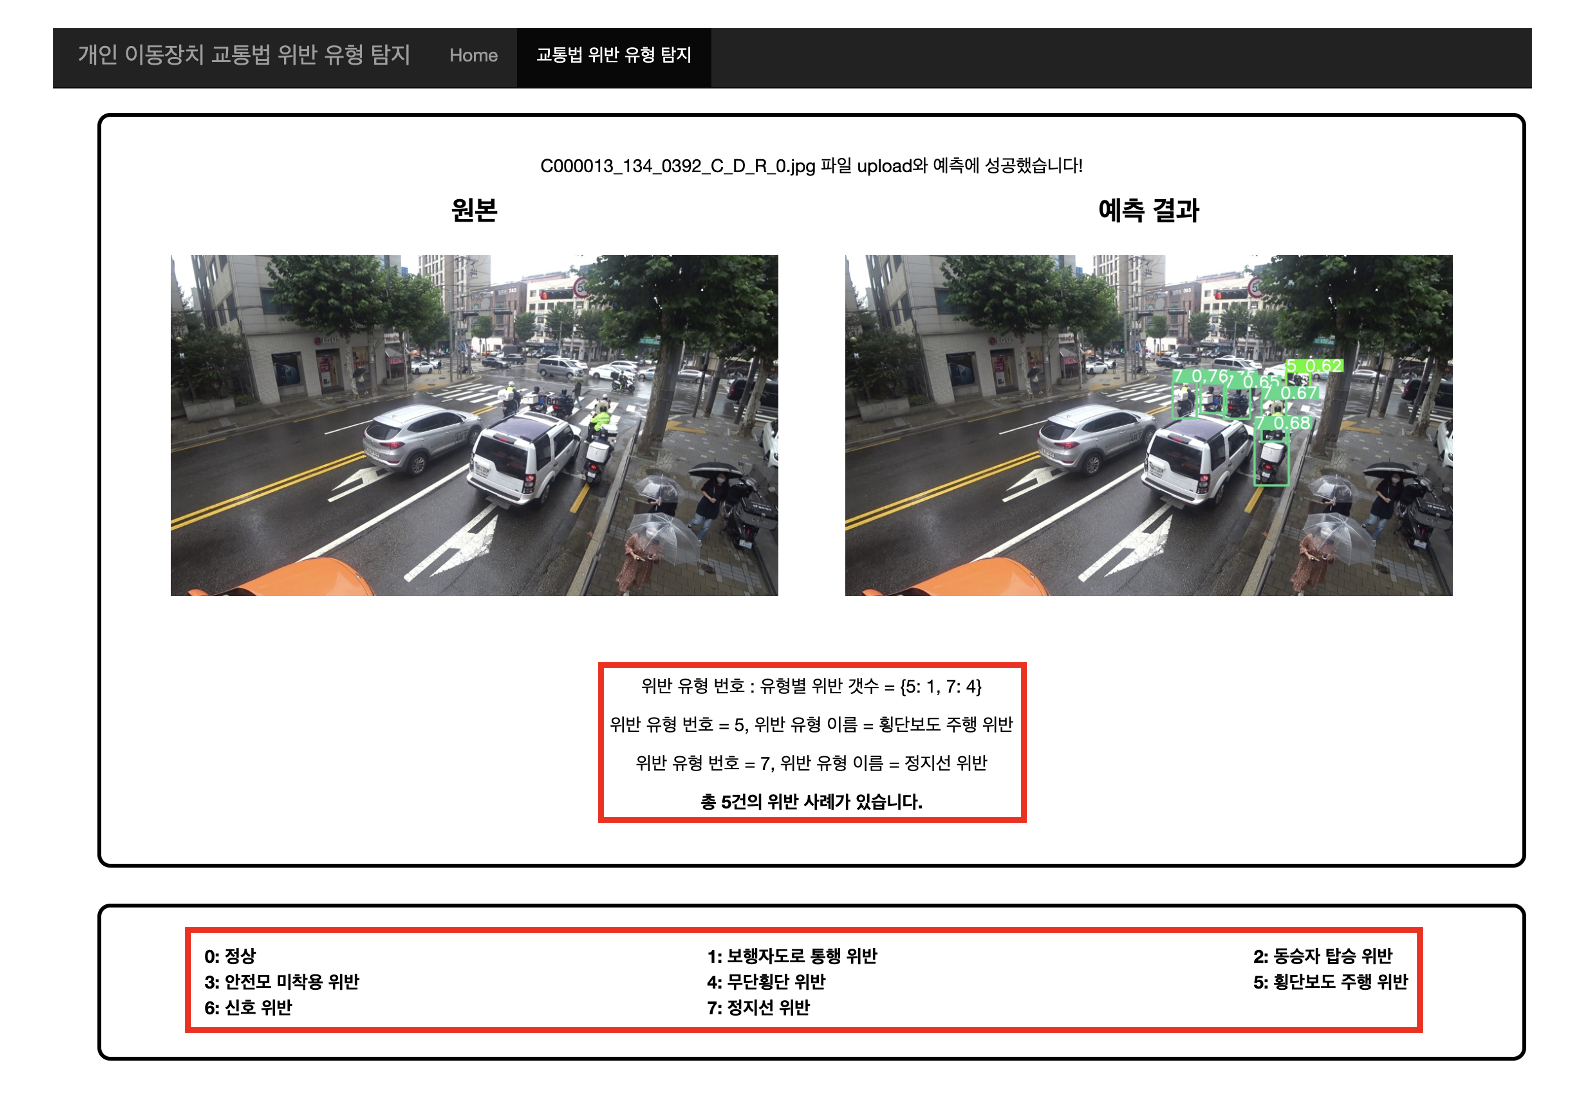 개인 이동장치 교통법 위반 유형 탐지 Home 교통법 위반 유형 탐지
C000013_134_0392_C_D_R_0.jpg 파일 upload와 예측에 성공했습니다!
원본 예측 결과
5 0.62
7 0.76
7 0.65
7 0.67
7 0.68
위반 유형 번호 : 유형별 위반 갯수 = {5: 1, 7: 4}
위반 유형 번호 = 5, 위반 유형 이름 = 횡단보도 주행 위반
위반 유형 번호 = 7, 위반 유형 이름 = 정지선 위반
총 5건의 위반 사례가 있습니다.
0: 정상 1: 보행자도로 통행 위반 2: 동승자 탑승 위반
3: 안전모 미착용 위반 4: 무단횡단 위반 5: 횡단보도 주행 위반
6: 신호 위반 7: 정지선 위반